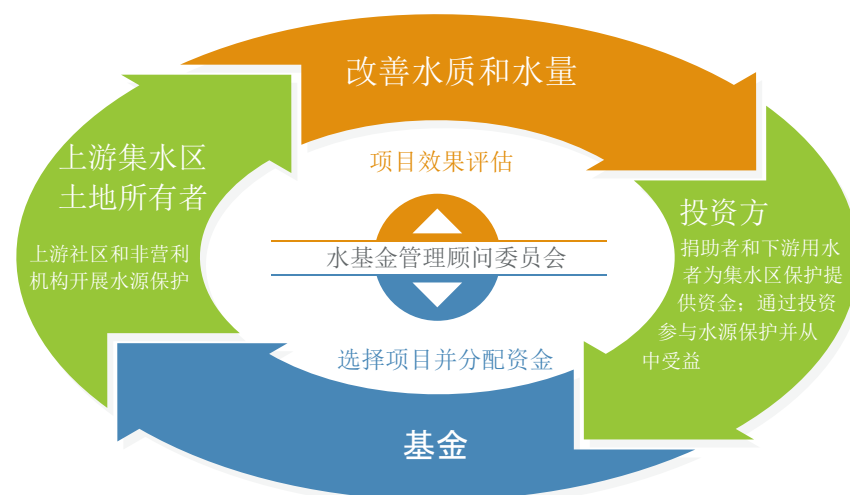 改善水质和水量
项目效果评估
上游集水区
土地所有者
上游社区和非营利
机构开展水源保护
水基金管理顾问委员会
投资方
捐助者和下游用水
者为集水区保护提
供资金；通过投资
参与水源保护并从
中受益
选择项目并分配资金
基金